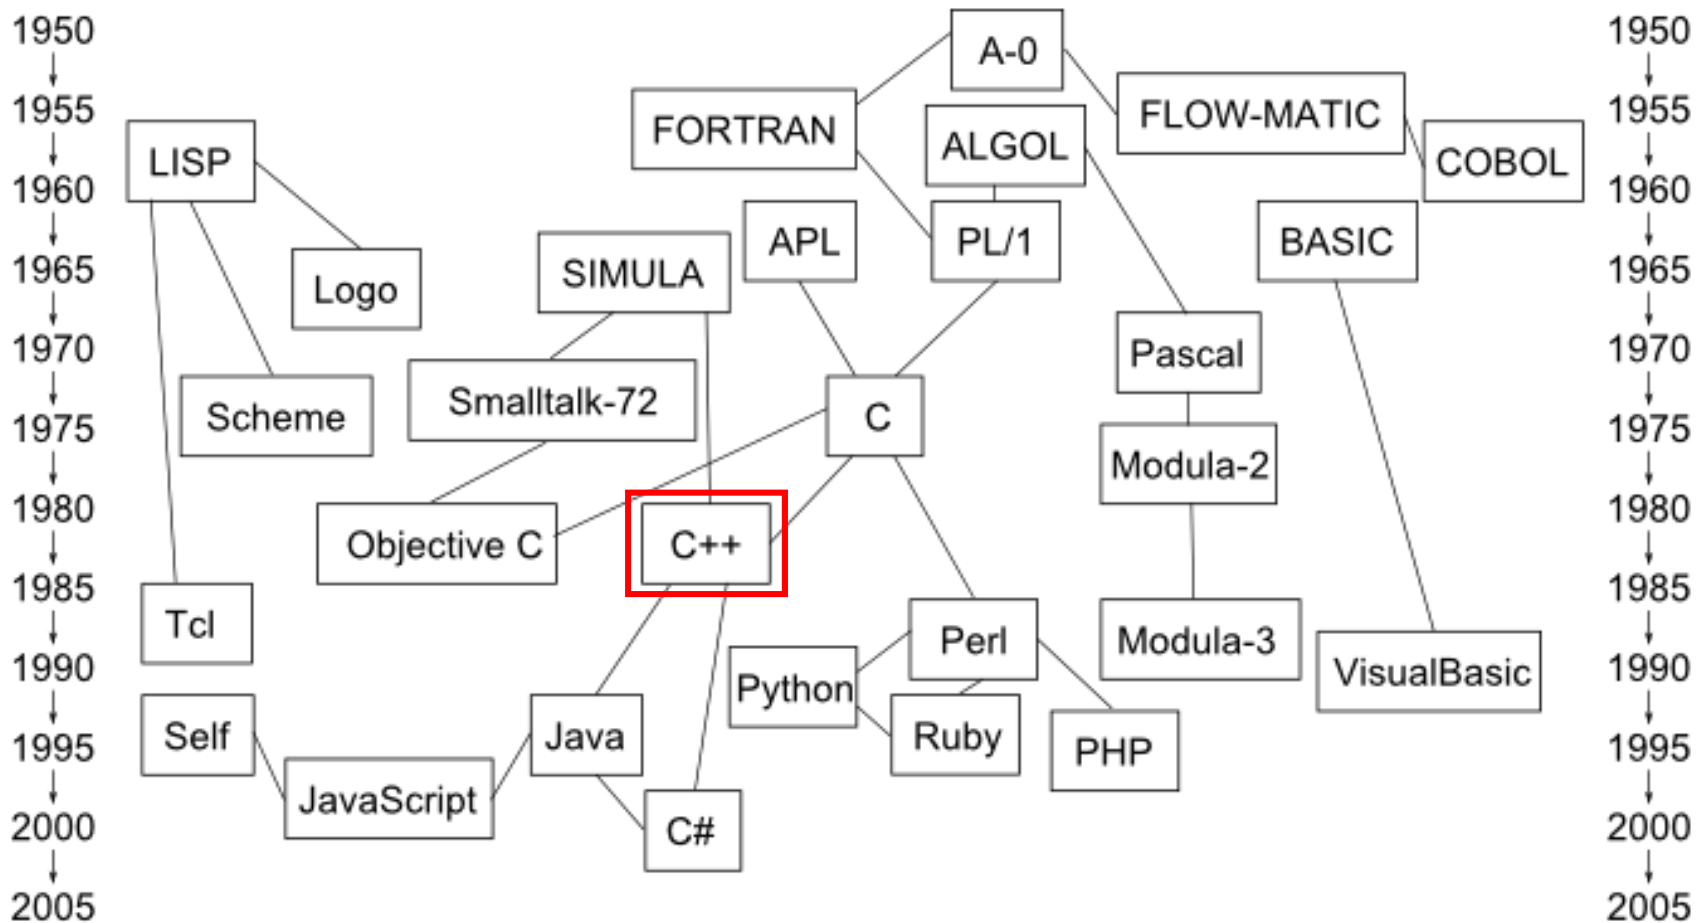 1950
1950
A-0
1955
FORTRAN
FLOW-MATIC
1955
LISP
ALGOL
COBOL
1960
1960
APL
PL/1
BASIC
1965
Logo
SIMULA
1965
1970
Pascal
1970
Scheme
Smalltalk-72
C
1975
1975
Modula-2
1980
1980
Objective C
C++
1985
1985
Tcl
Perl
Modula-3
1990
Python
VisualBasic
1990
Self
Java
Ruby
PHP
1995
1995
JavaScript
2000
C#
2000
2005
2005